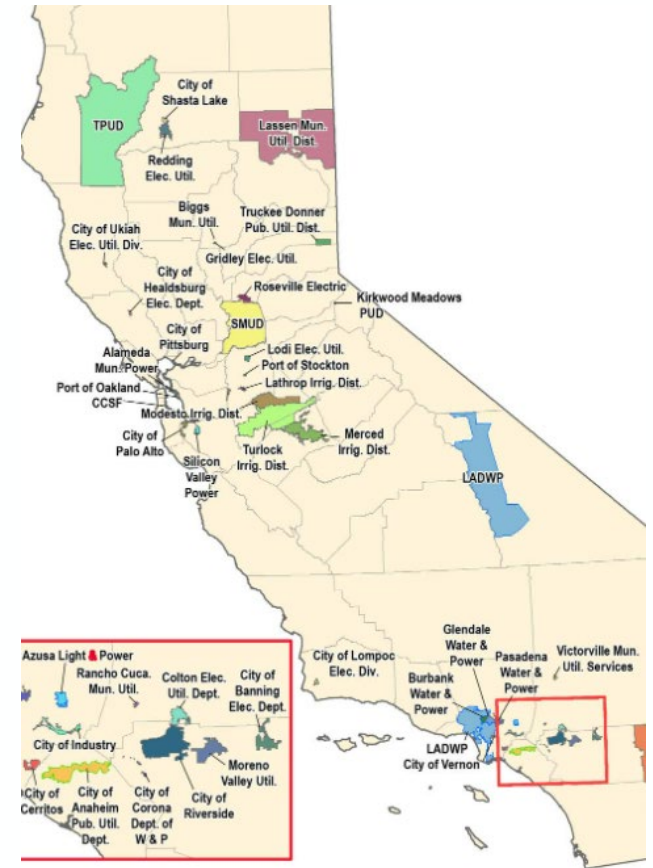 City of
Shasta Lake
TPUD
Lassen Mun.
Util. Dist.
Redding
Elec. Util.
Biggs
Mun. Util.
Truckee Donner
Pub. Util. Dist.
City of Ukiah
Elec. Util. Div.
Gridley Elec. Util.
City of
Healdsburg
Elec. Dept.
Roseville Electric
Kirkwood Meadows
PUD
City of
Pittsburg
SMUD
Alameda
Mun. Power
Lodi Elec. Util.
Port of Stockton
Port of Oakland
Lathrop Irrig. Dist.
CCSF
Modesto Irrig. Dist.
City of
Palo Alto
Silicon
Valley
Power
Turlock
Irrig. Dist.
Merced
Irrig. Dist.
LADWP
Glendale
Water &
Power
City of Lompoc
Elec. Div.
Burbank
Water &
Power
Pasadena
Water &
Power
Victorville Mun.
Util. Services
LADWP
City of Vernon
Azusa Light & Power
Rancho Cuca.
Mun. Util.
Colton Elec.
Util. Dept.
City of
Banning
Elec. Dept.
City of Industry
Moreno
Valley Util.
City of
Cerritos
City of
Anaheim
Pub. Util.
Dept.
City of
Corona
Dept. of
W & P
City of
Riverside